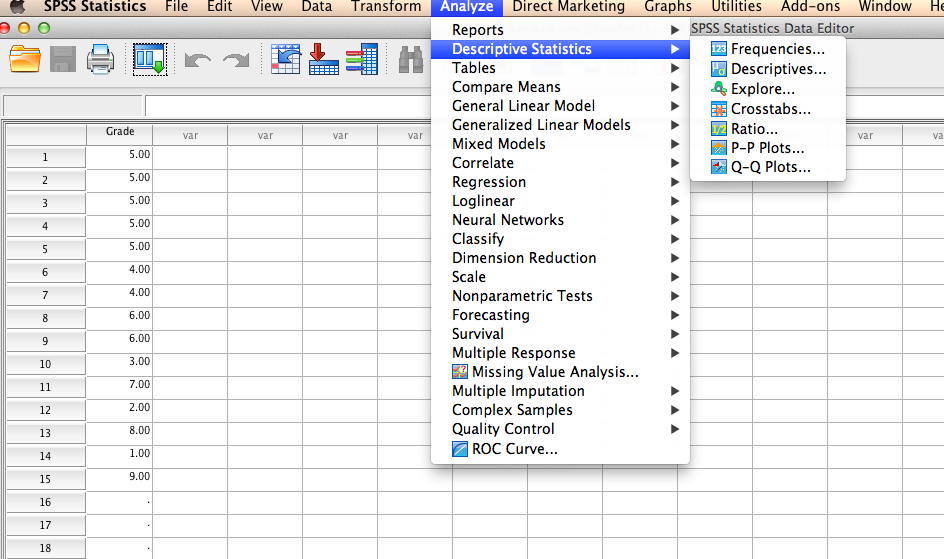 SPSS Statistics File Edit View Data Transform Analyze Direct Marketing Graphs Utilities Add-ons Window He
SPSS Statistics Data Editor
Reports
Descriptive Statistics
Tables
Compare Means
General Linear Model
Generalized Linear Models
Mixed Models
Correlate
Regression
Loglinear
Neural Networks
Classify
Dimension Reduction
Scale
Nonparametric Tests
Forecasting
Survival
Multiple Response
Missing Value Analysis...
Multiple Imputation
Complex Samples
Quality Control
ROC Curve...
123 Frequencies...
Descriptives...
Explore...
Crosstabs...
1/2 Ratio...
P-P Plots...
Q-Q Plots...
Grade var var var var var va
1 5.00
2 5.00
3 5.00
4 5.00
5 5.00
6 4.00
7 4.00
8 6.00
9 6.00
10 3.00
11 7.00
12 2.00
13 8.00
14 1.00
15 9.00
16 .
17 .
18 .